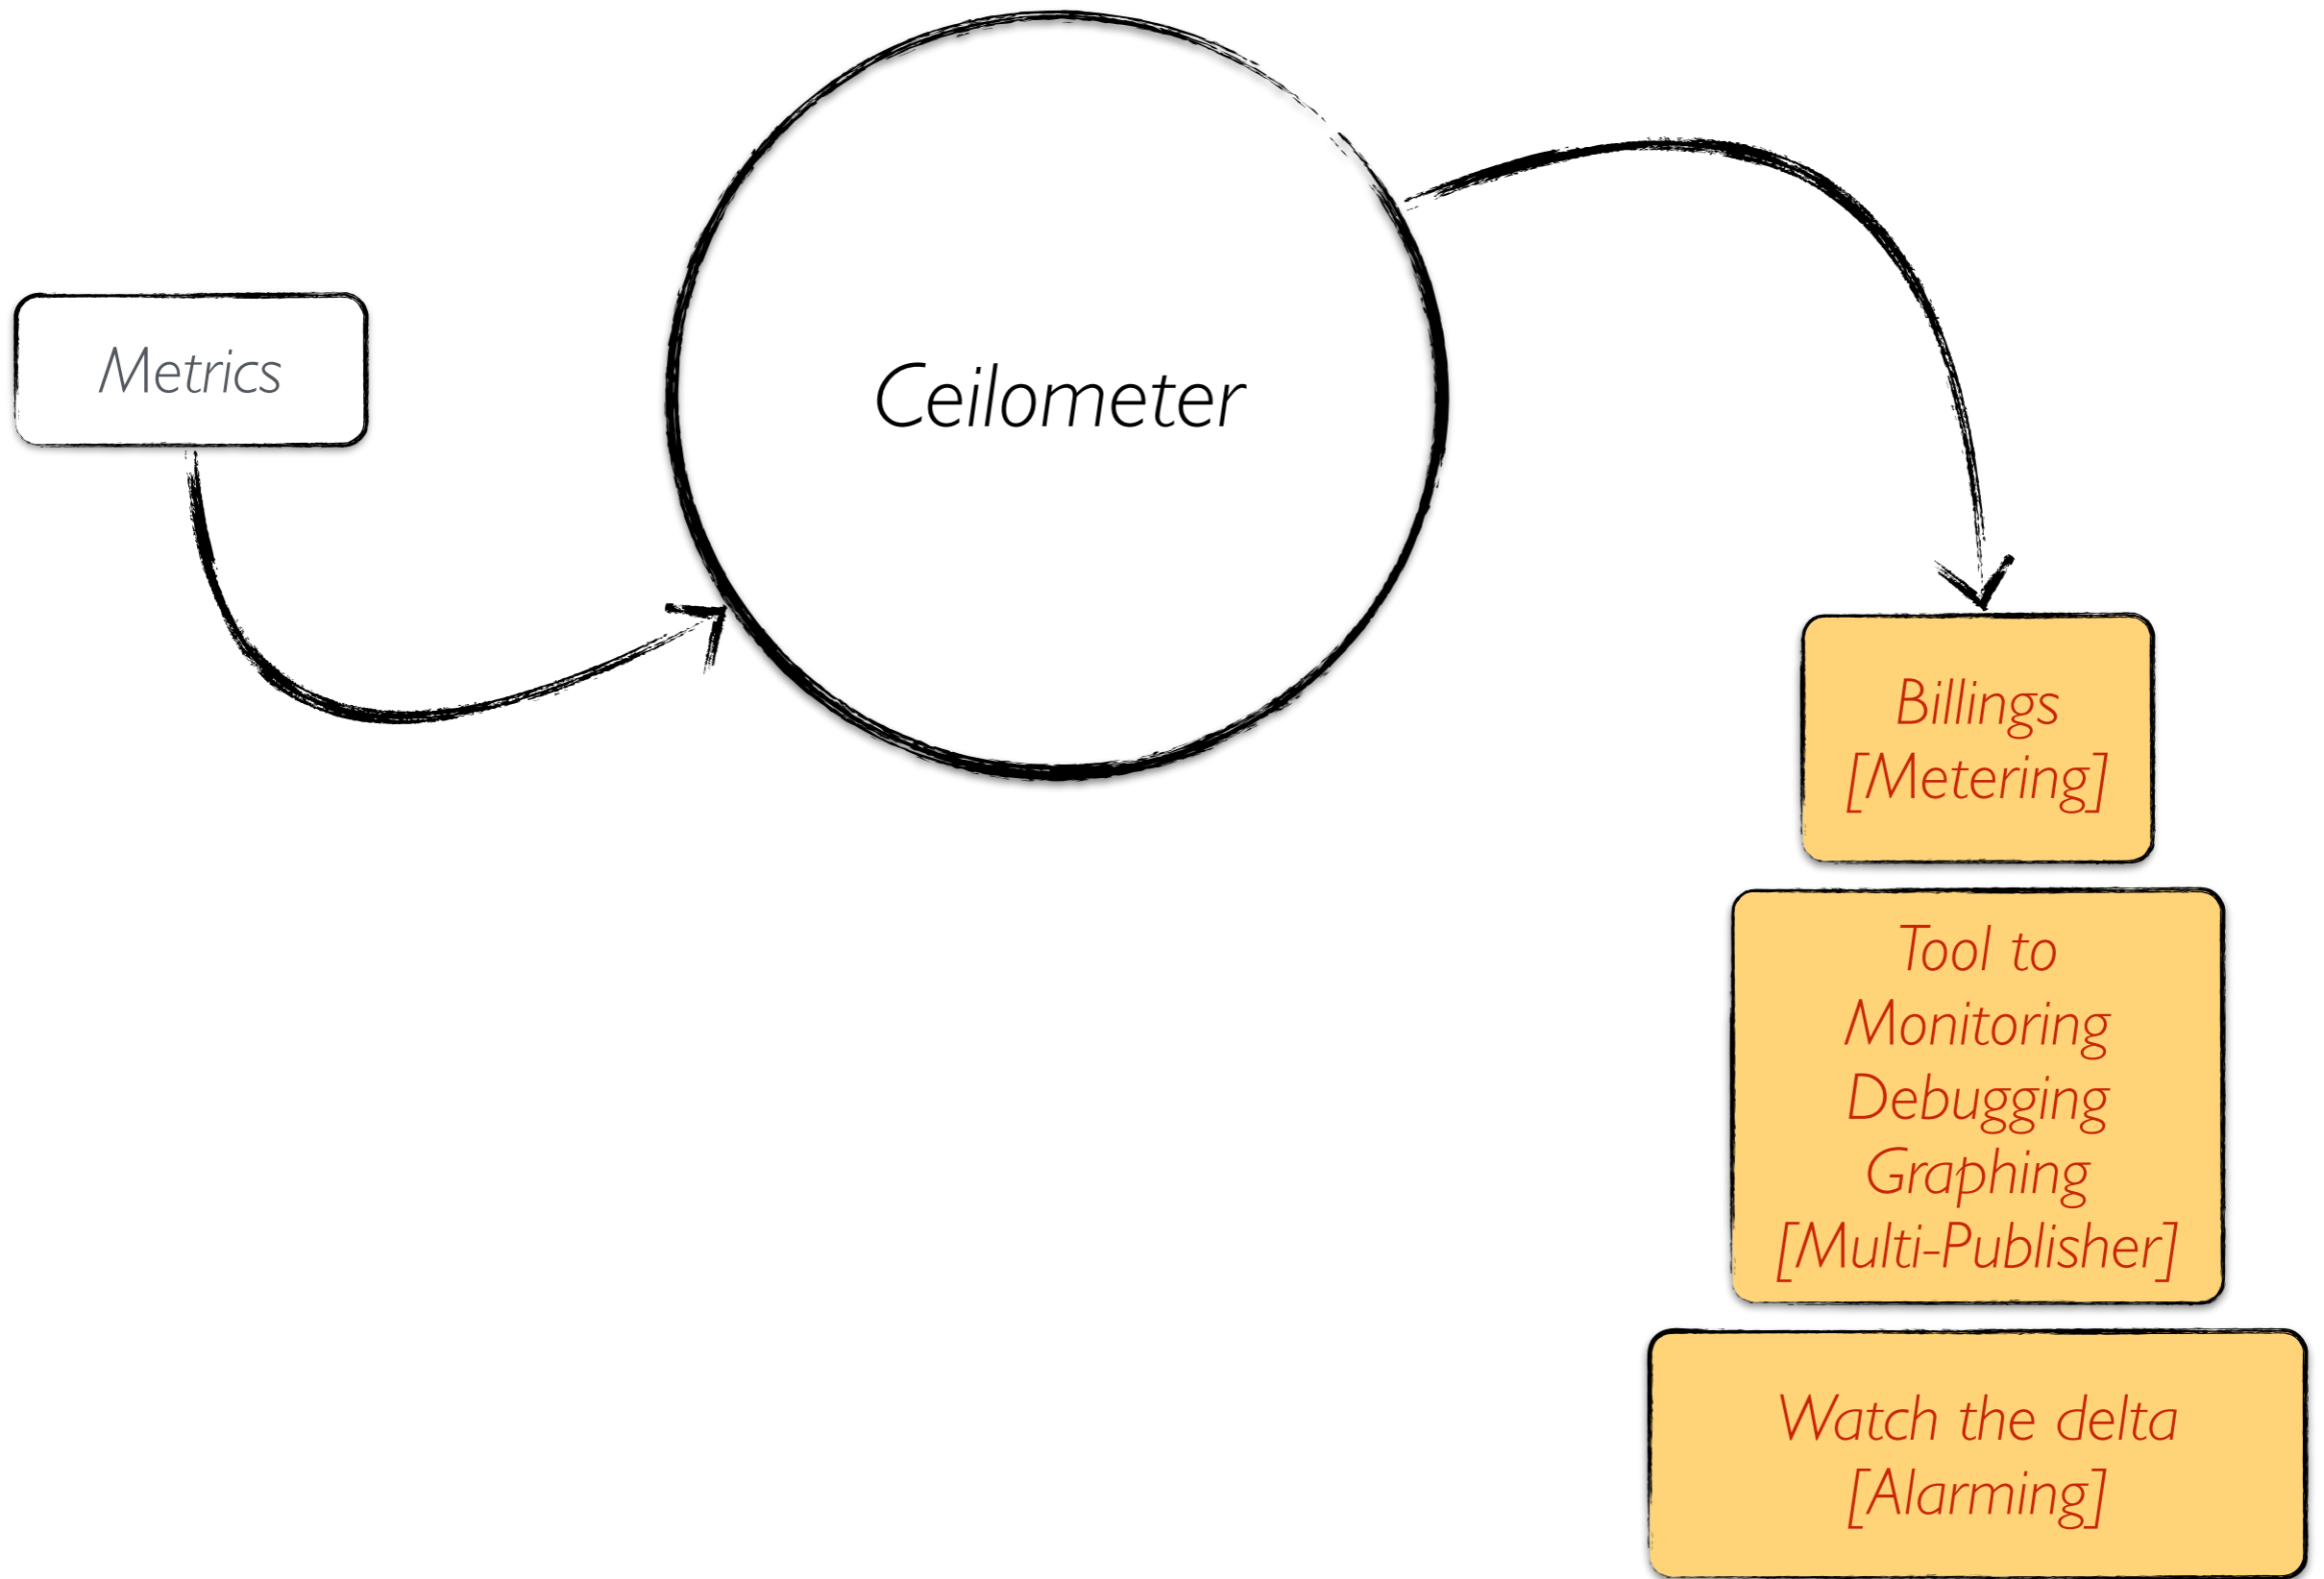 Metrics
Ceilometer
Billings
[Metering]
Tool to
Monitoring
Debugging
Graphing
[Multi-Publisher]
Watch the delta
[Alarming]